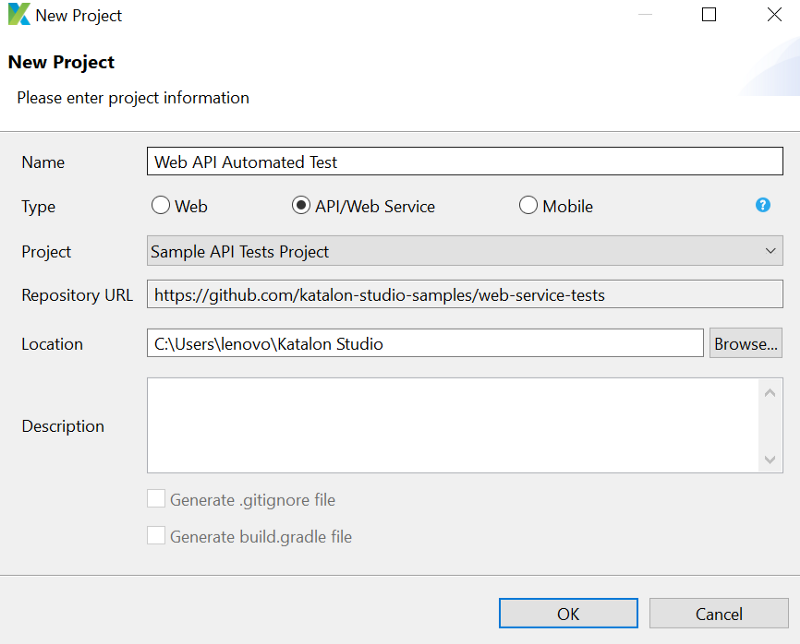 New Project
New Project
Please enter project information
Name Web API Automated Test
Type Web API/Web Service Mobile ?
Project Sample API Tests Project
Repository URL https://github.com/katalon-studio-samples/web-service-tests
Location C:\Users\lenovo\Katalon Studio Browse...
Description
Generate .gitignore file
Generate build.gradle file
OK Cancel